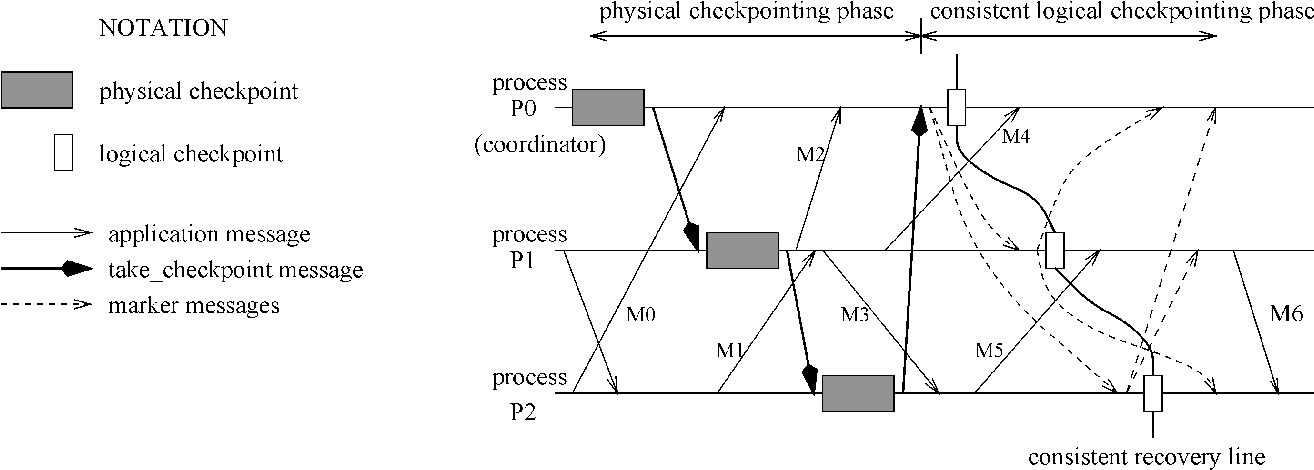 NOTATION
physical checkpoint
logical checkpoint
application message
take_checkpoint message
marker messages
physical checkpointing phase
consistent logical checkpointing phase
process
P0
(coordinator)
M2
M4
process
P1
M0
M1
M3
M5
M6
process
P2
consistent recovery line